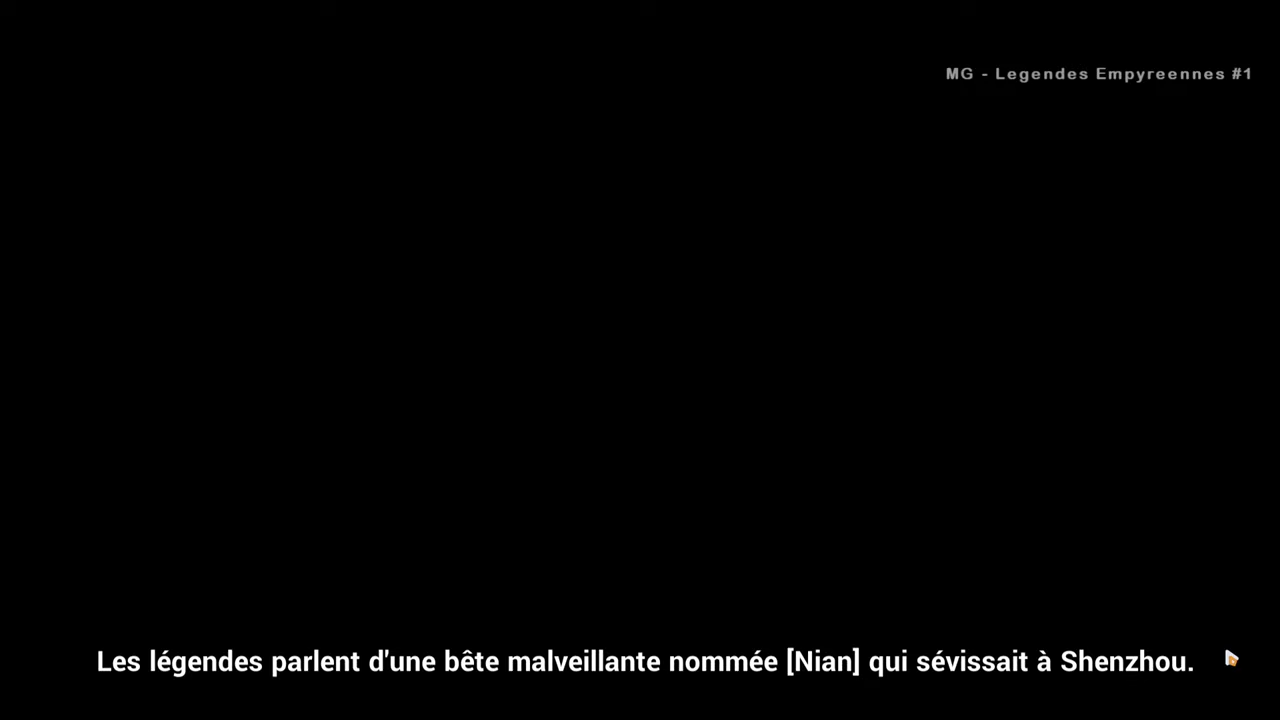 MG - Legendes Empyreennes #1
Les légendes parlent d'une bête malveillante nommée [Nian] qui sévissait à Shenzhou.